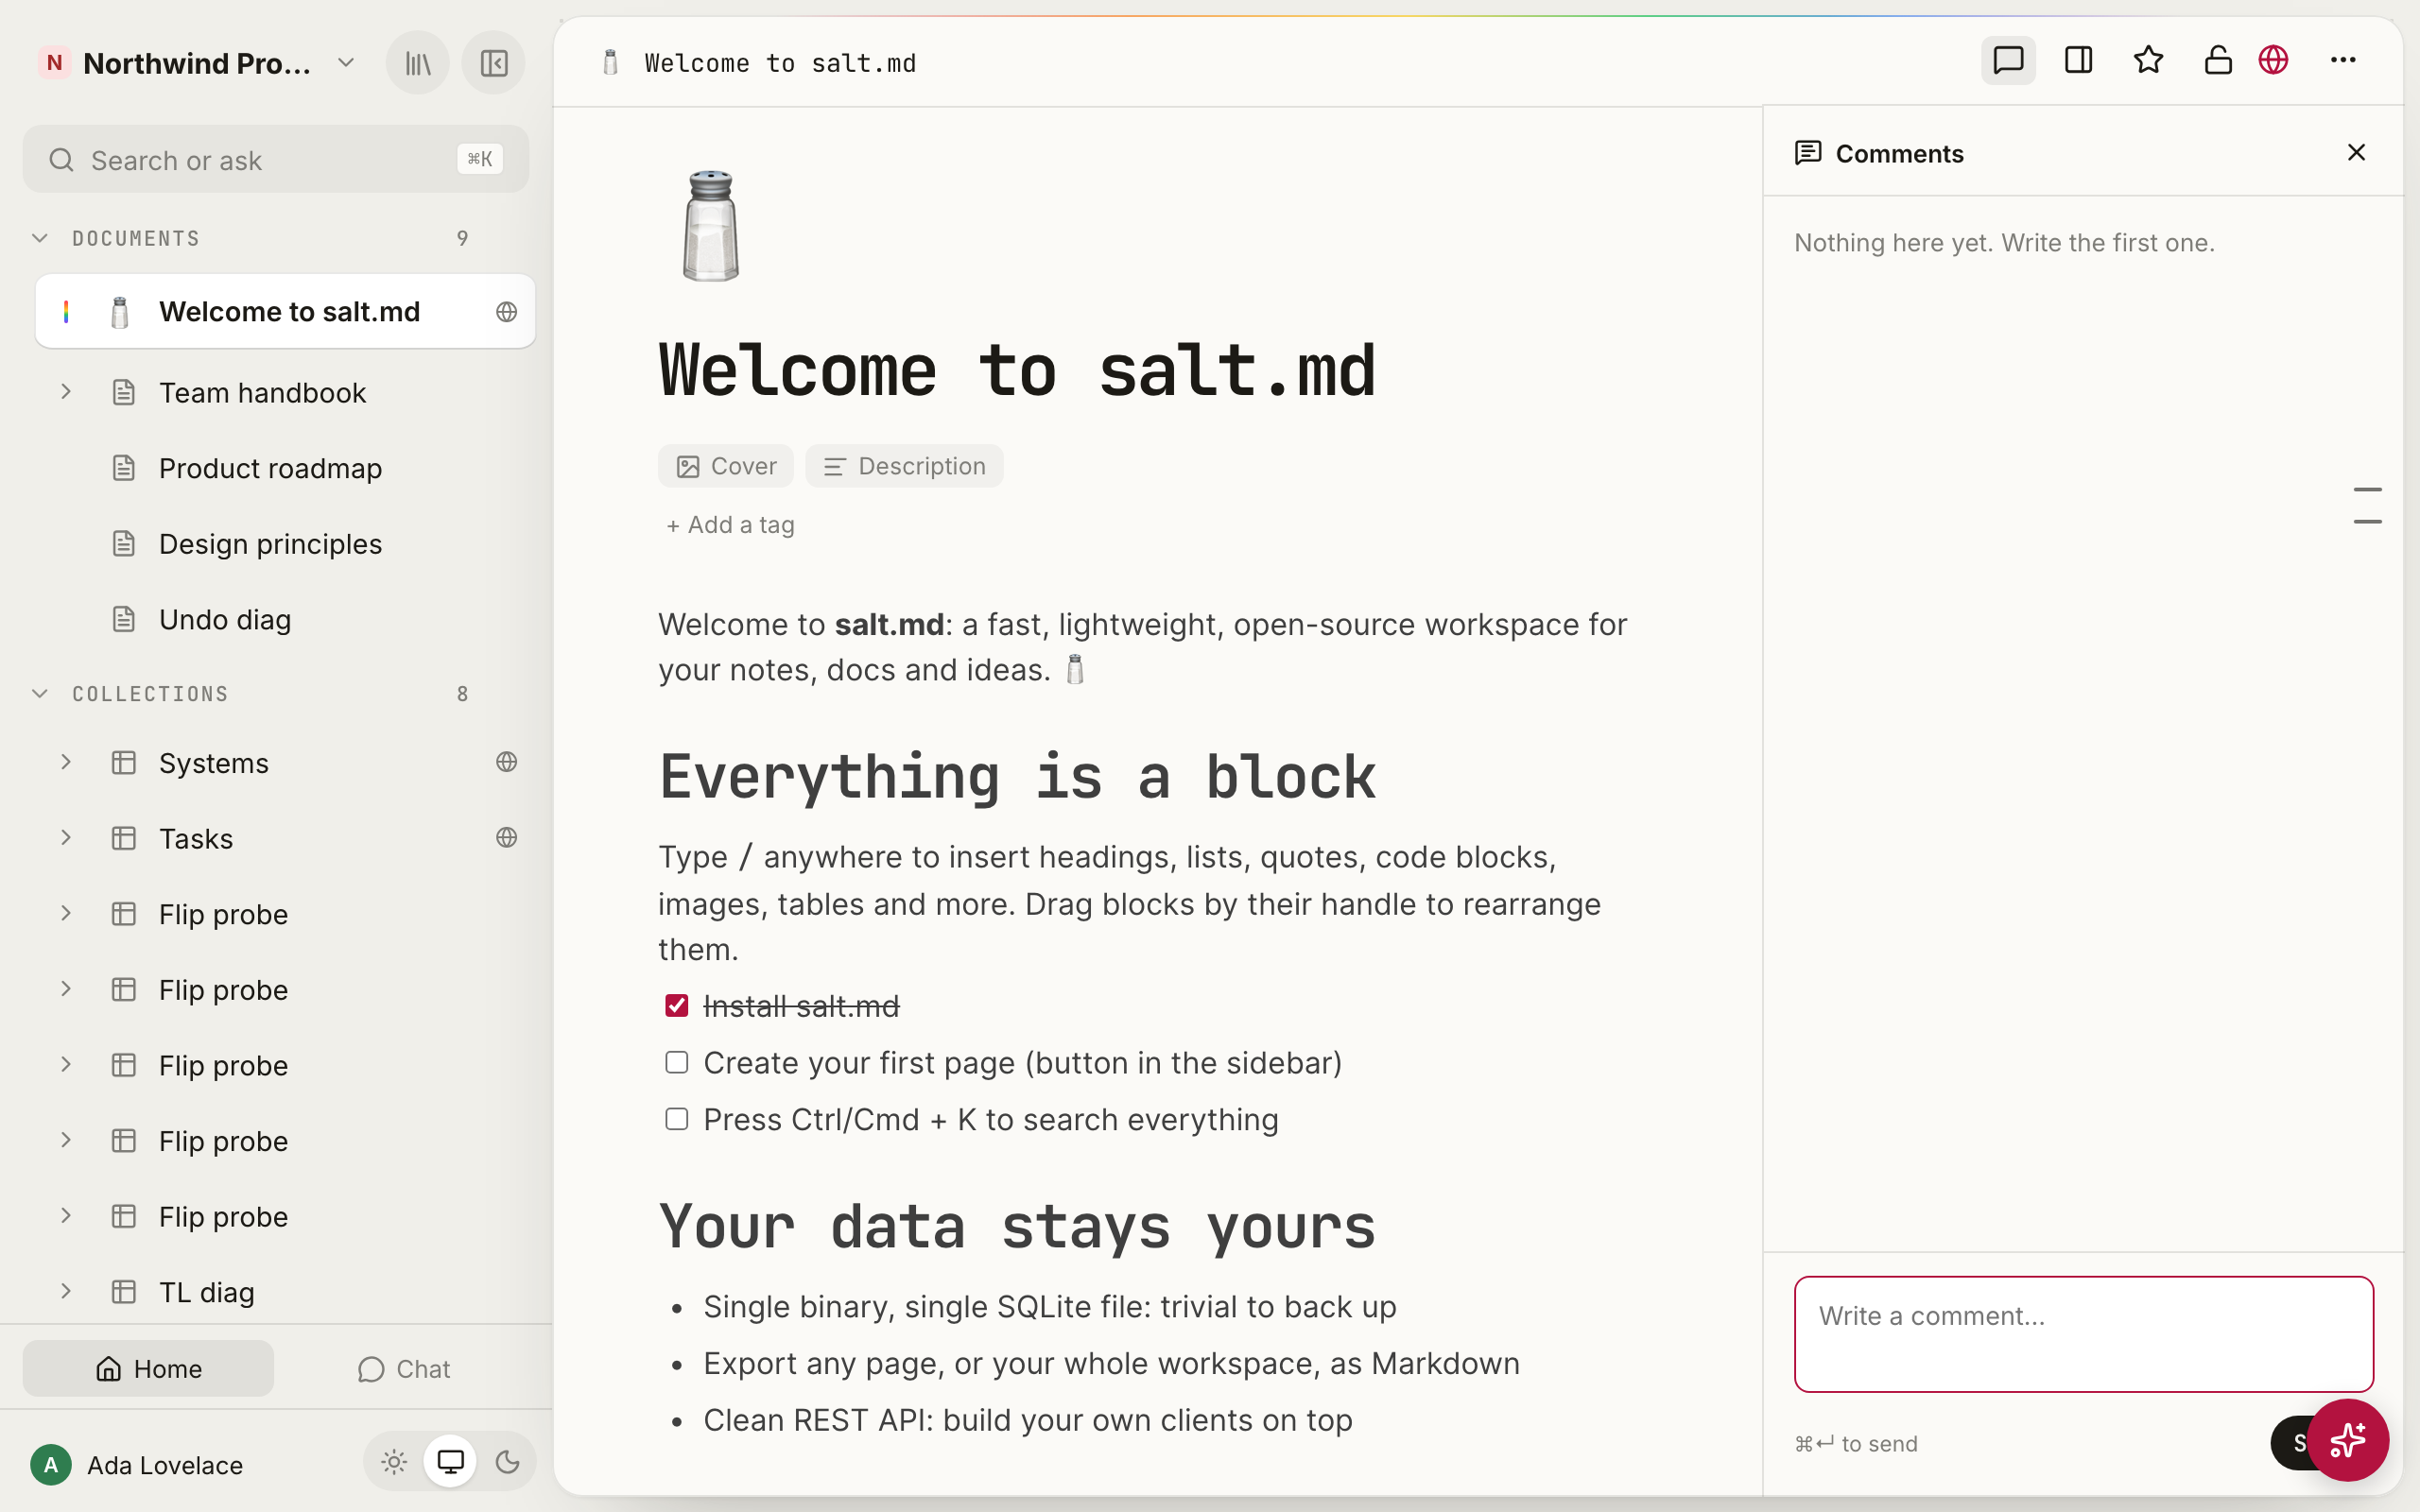 N Northwind Pro...
Search or ask ⌘K
DOCUMENTS 9
Welcome to salt.md
Team handbook
Product roadmap
Design principles
Undo diag
COLLECTIONS 8
Systems
Tasks
Flip probe
Flip probe
Flip probe
Flip probe
Flip probe
TL diag
Home Chat
A Ada Lovelace
Welcome to salt.md
Welcome to salt.md
Cover Description
+ Add a tag
Welcome to salt.md: a fast, lightweight, open-source workspace for
your notes, docs and ideas.
Everything is a block
Type / anywhere to insert headings, lists, quotes, code blocks,
images, tables and more. Drag blocks by their handle to rearrange
them.
Install salt.md
Create your first page (button in the sidebar)
Press Ctrl/Cmd + K to search everything
Your data stays yours
• Single binary, single SQLite file: trivial to back up
• Export any page, or your whole workspace, as Markdown
• Clean REST API: build your own clients on top
Comments
Nothing here yet. Write the first one.
Write a comment...
⌘↵ to send